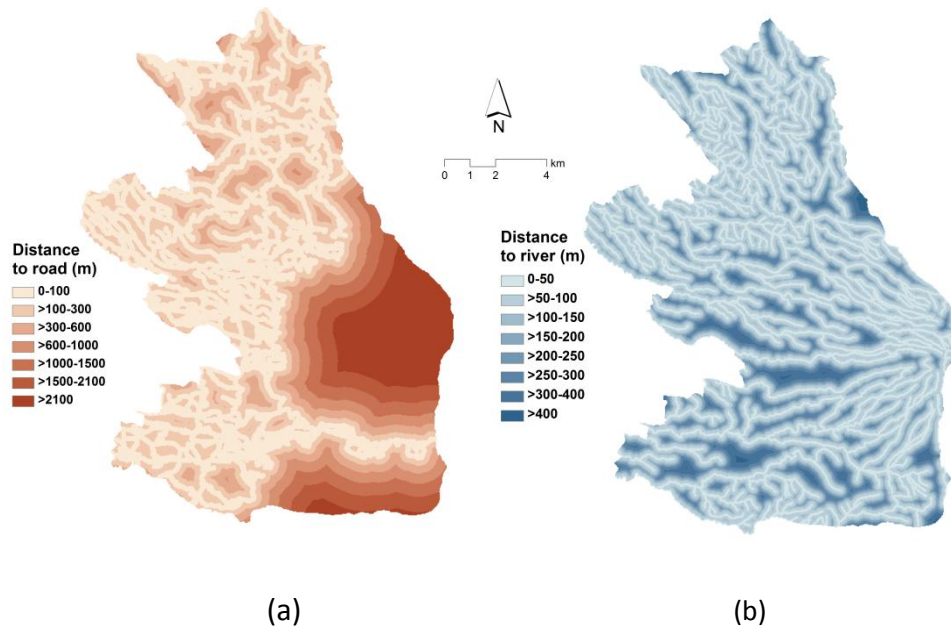 N
km
0 1 2 4
Distance
to road (m)
0-100
>100-300
>300-600
>600-1000
>1000-1500
>1500-2100
>2100
Distance
to river (m)
0-50
>50-100
>100-150
>150-200
>200-250
>250-300
>300-400
>400
(a)
(b)